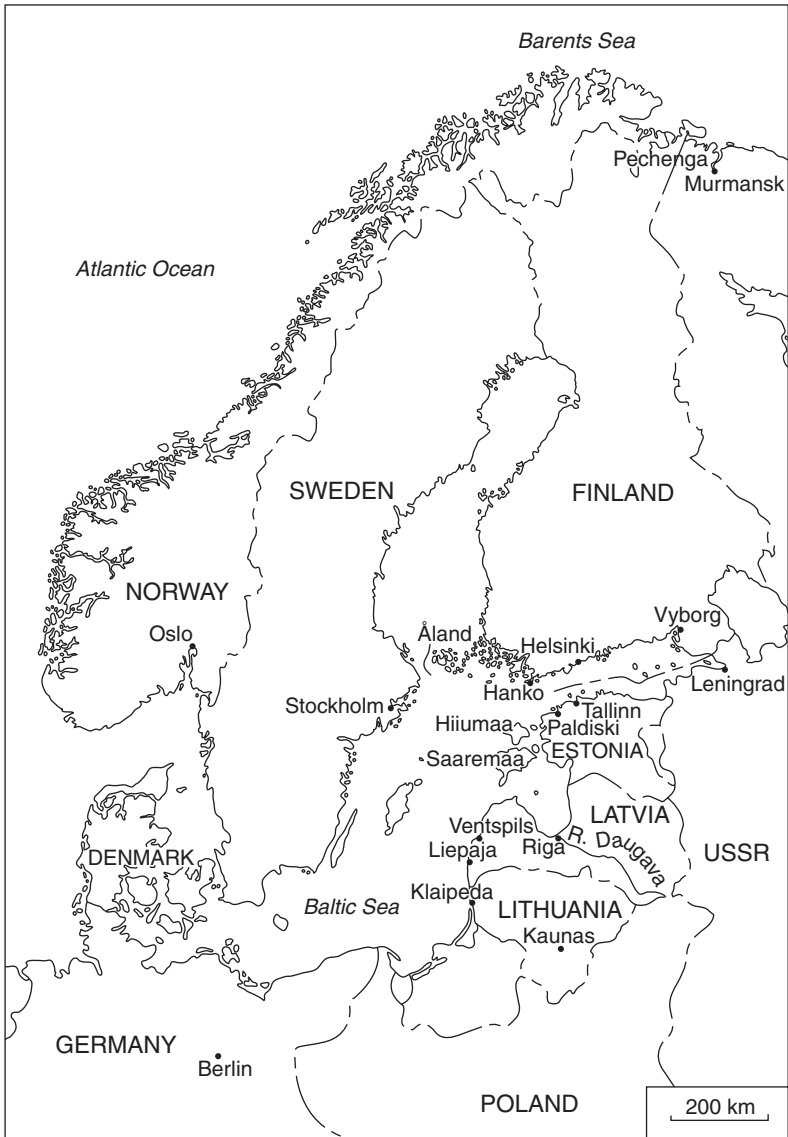 Barents Sea
Pechenga
Murmansk
Atlantic Ocean
SWEDEN
FINLAND
NORWAY
Oslo
Vyborg
Åland
Helsinki
Leningrad
Hanko
Stockholm
Tallinn
Hiiumaa
Paldiski
ESTONIA
Saaremaa
LATVIA
Ventspils
Riga
R. Daugava
Liepaja
USSR
DENMARK
Klaipeda
Baltic Sea
LITHUANIA
Kaunas
GERMANY
Berlin
POLAND
200 km